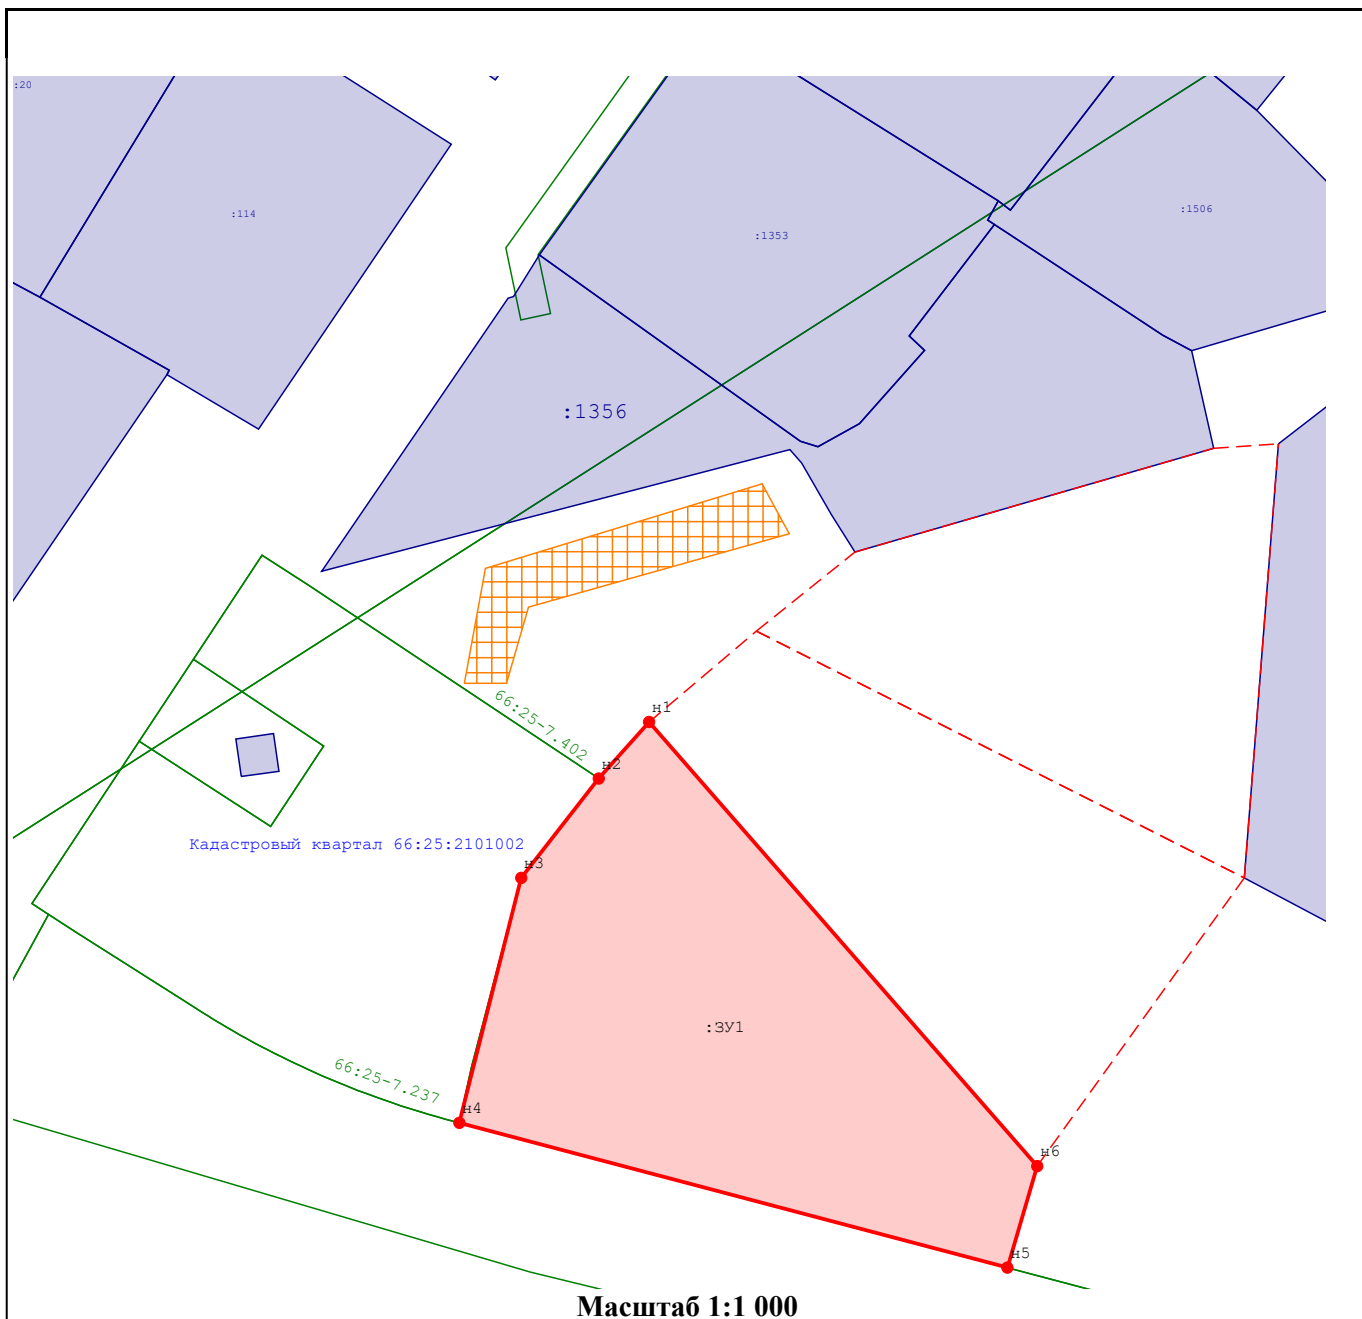 :20
:114
:1353
:1506
:1356
66:25-7.402
н1
н2
Кадастровый квартал 66:25:2101002
н3
:ЗУ1
66:25-7.237
н4
н6
н5
Масштаб 1:1 000